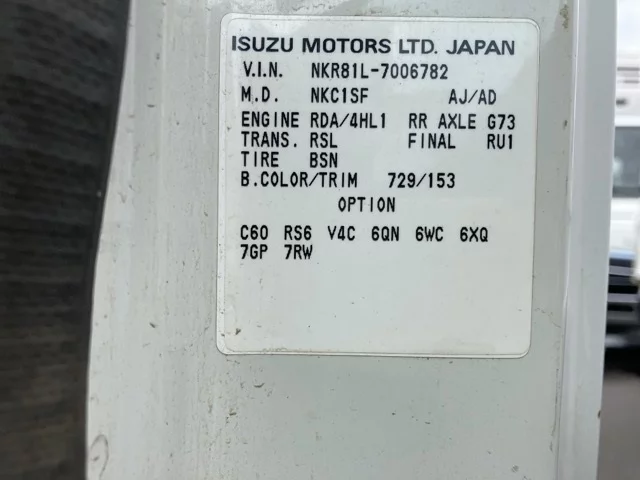 ISUZU MOTORS LTD. JAPAN
V.I.N. NKR81L-7006782
M.D. NKC1SF AJ/AD
ENGINE RDA/4HL1 RR AXLE G73
TRANS. RSL FINAL RU1
TIRE BSN
B.COLOR/TRIM 729/153
OPTION
C60 RS6 V4C 6QN 6WC 6XQ
7GP 7RW